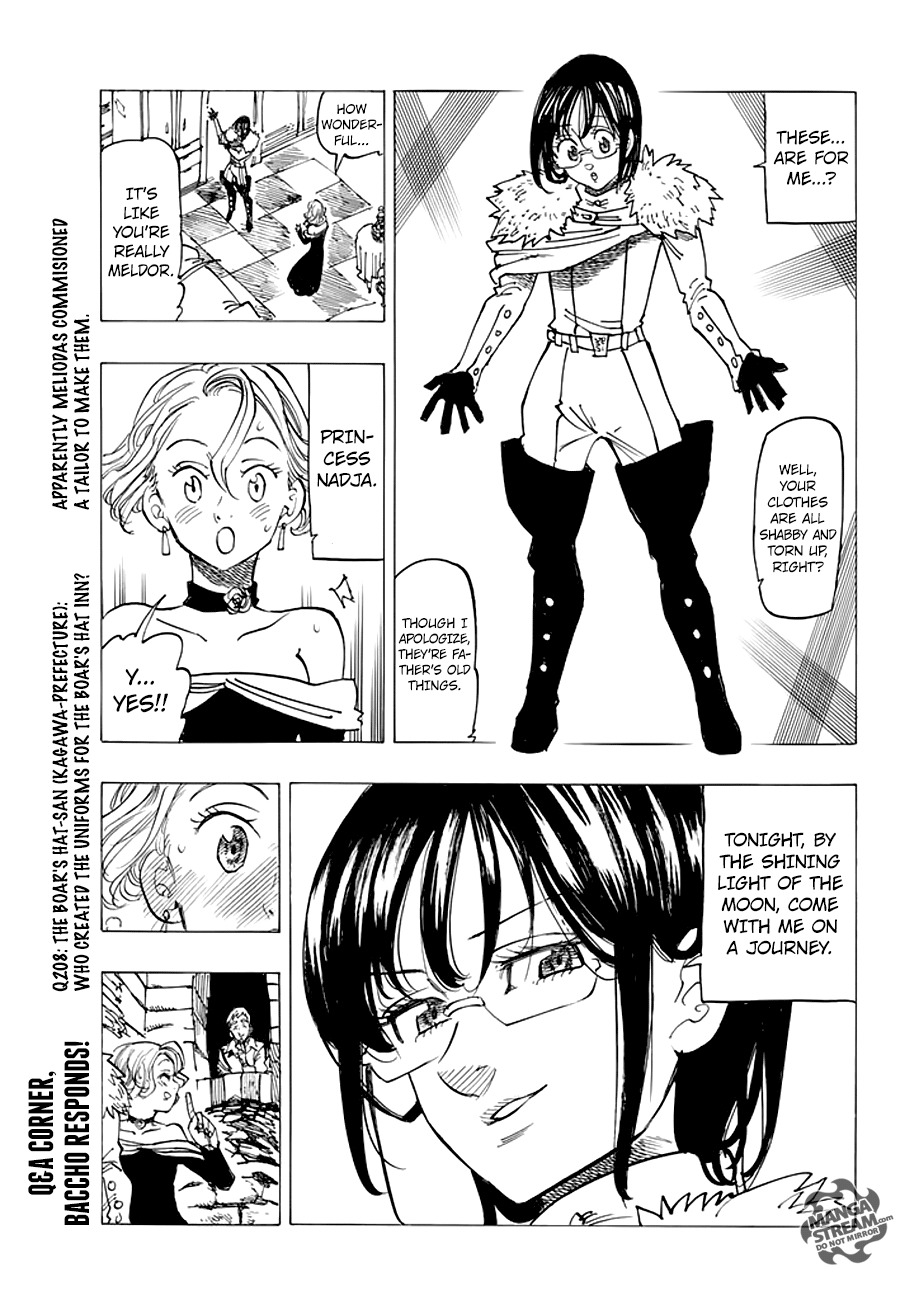 THESE...
ARE FOR
ME...?
WELL,
YOUR
CLOTHES
ARE ALL
SHABBY AND
TORN UP,
RIGHT?
THOUGH I
APOLOGIZE,
THEY'RE FA-
THER'S OLD
THINGS.
HOW
WONDER-
FUL...
IT'S
LIKE
YOU'RE
REALLY
MELDOR.
PRIN-
CESS
NADJA.
Y...
YES!!
TONIGHT, BY
THE SHINING
LIGHT OF THE
MOON, COME
WITH ME ON
A JOURNEY.
Q&A CORNER,
BACCHO RESPONDS!
Q208: THE BOAR'S HAT-SAN (KAGAWA-PREFECTURE):
WHO CREATED THE UNIFORMS FOR THE BOAR'S HAT INN?
APPARENTLY MELIODAS COMMISIONED
A TAILOR TO MAKE THEM.
MANGA
STREAM.com
DO NOT MIRROR